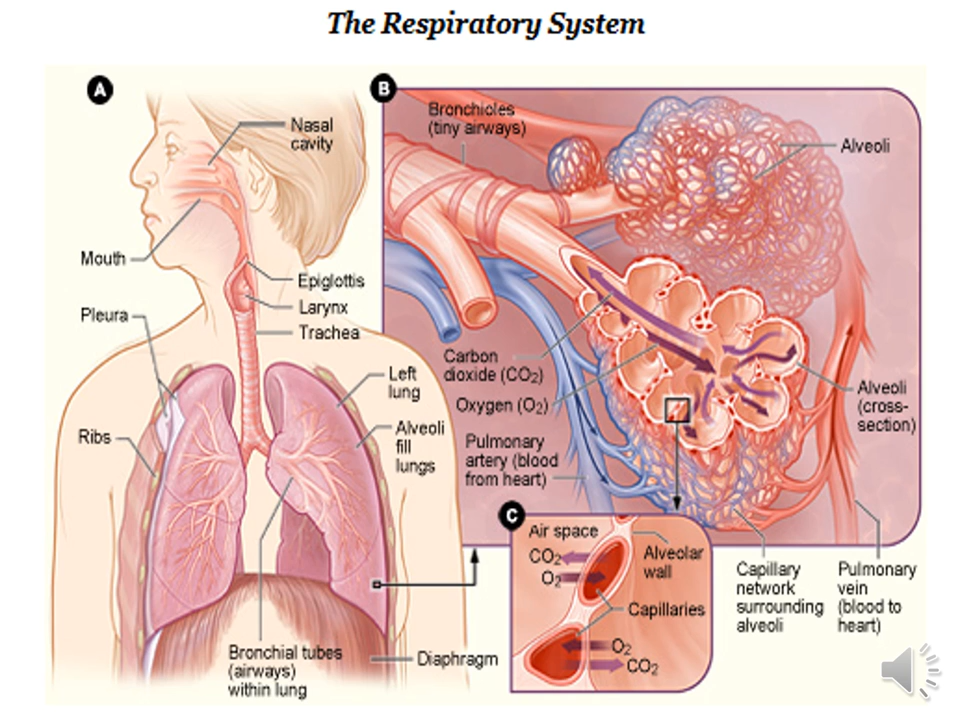 The Respiratory System
A
Nasal
cavity
Mouth
Epiglottis
Larynx
Trachea
Pleura
Left
lung
Ribs
Alveoli
fill
lungs
Bronchial tubes
(airways)
within lung
Diaphragm
B
Bronchioles
(tiny airways)
Alveoli
Carbon
dioxide (CO₂)
Oxygen (O₂)
Pulmonary
artery (blood
from heart)
Alveoli
(cross-
section)
Capillary
network
surrounding
alveoli
Pulmonary
vein
(blood to
heart)
C
Air space
CO₂
O₂
Alveolar
wall
Capillaries
O₂
CO₂